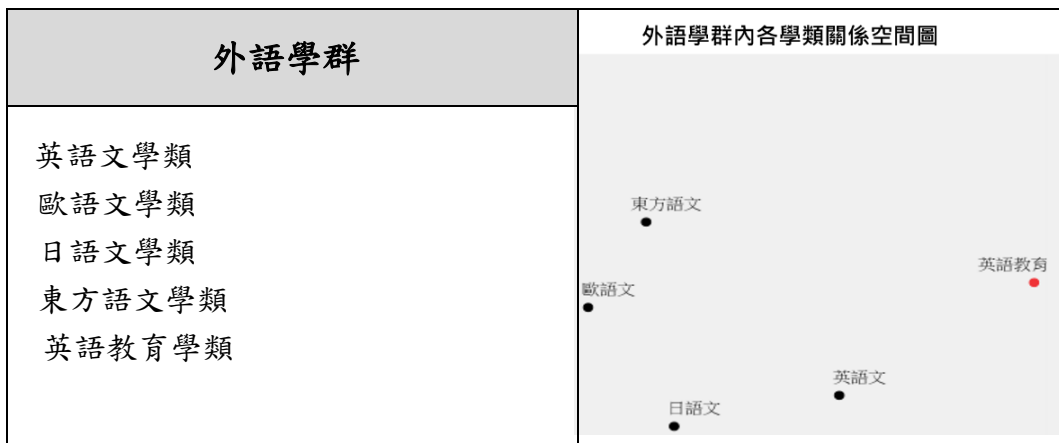 外語學群
英語文學類
歐語文學類
日語文學類
東方語文學類
英語教育學類
外語學群內各學類關係空間圖
東方語文
英語教育
歐語文
英語文
日語文